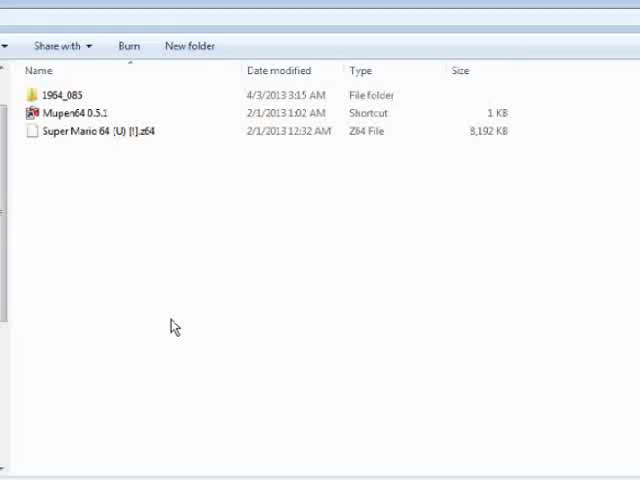 Share with Burn New folder
Name Date modified Type Size
1964_085 4/3/2013 3:15 AM File folder
Mupen64 0.5.1 2/1/2013 1:02 AM Shortcut 1 KB
Super Mario 64 (U) [!].z64 2/1/2013 12:32 AM Z64 File 8,192 KB